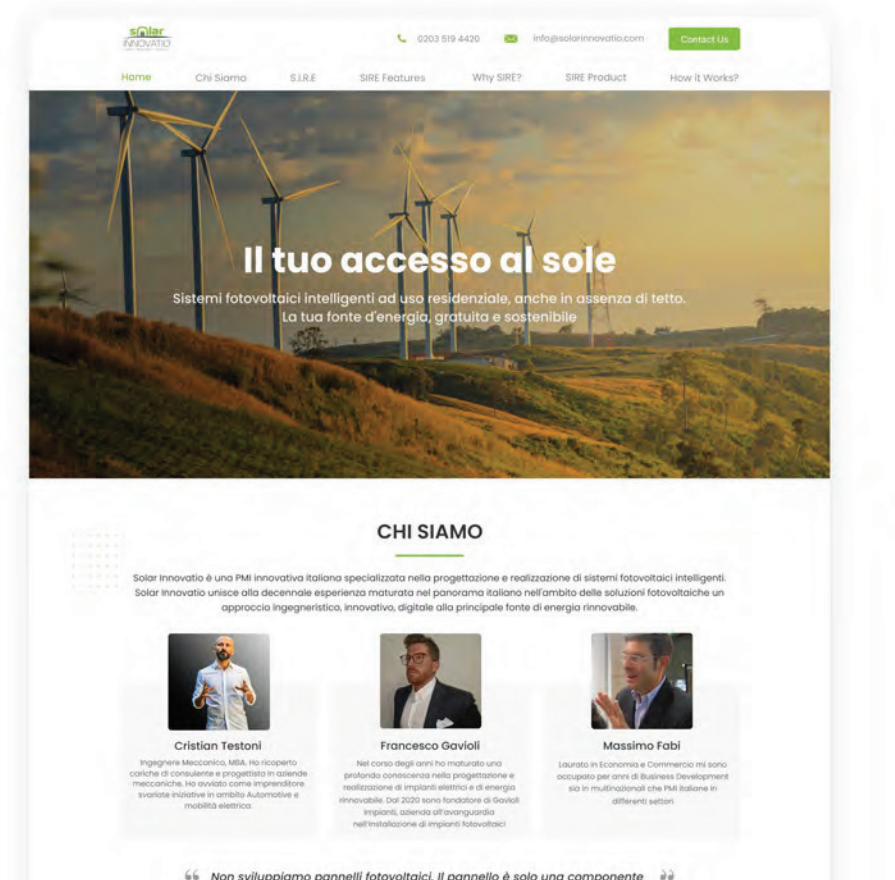 solar
INNOVATIO
0203 519 4420
info@solarinnovatio.com
Contact Us
Home
Chi Siamo
S.I.R.E
SIRE Features
Why SIRE?
SIRE Product
How it Works?
Il tuo accesso al sole
Sistemi fotovoltaici intelligenti ad uso residenziale, anche in assenza di tetto.
La tua fonte d'energia, gratuita e sostenibile
CHI SIAMO
Solar Innovatio è una PMI innovativa italiana specializzata nella progettazione e realizzazione di sistemi fotovoltaici intelligenti.
Solar Innovatio unisce alla decennale esperienza maturata nel panorama italiano nell'ambito delle soluzioni fotovoltaiche un
approccio ingegneristico, innovativo, digitale alla principale fonte di energia rinnovabile.
Cristian Testoni
Ingegnere Meccanico, MBA. Ho ricoperto
cariche di consulente e progettista in aziende
meccaniche. Ho avviato come imprenditore
svariate iniziative in ambito Automotive e
mobilità elettrica.
Francesco Gavioli
Nel corso degli anni ho maturato una
profonda conoscenza nella progettazione e
realizzazione di impianti elettrici e di energia
rinnovabile. Dal 2020 sono fondatore di Gavioli
Impianti, azienda all'avanguardia
nell'installazione di impianti fotovoltaici
Massimo Fabi
Laurato in Economia e Commercio mi sono
occupato per anni di Business Development
sia in multinazionali che PMI italiane in
differenti settori
“ Non sviluppiamo pannelli fotovoltaici. Il pannello è solo una componente ”